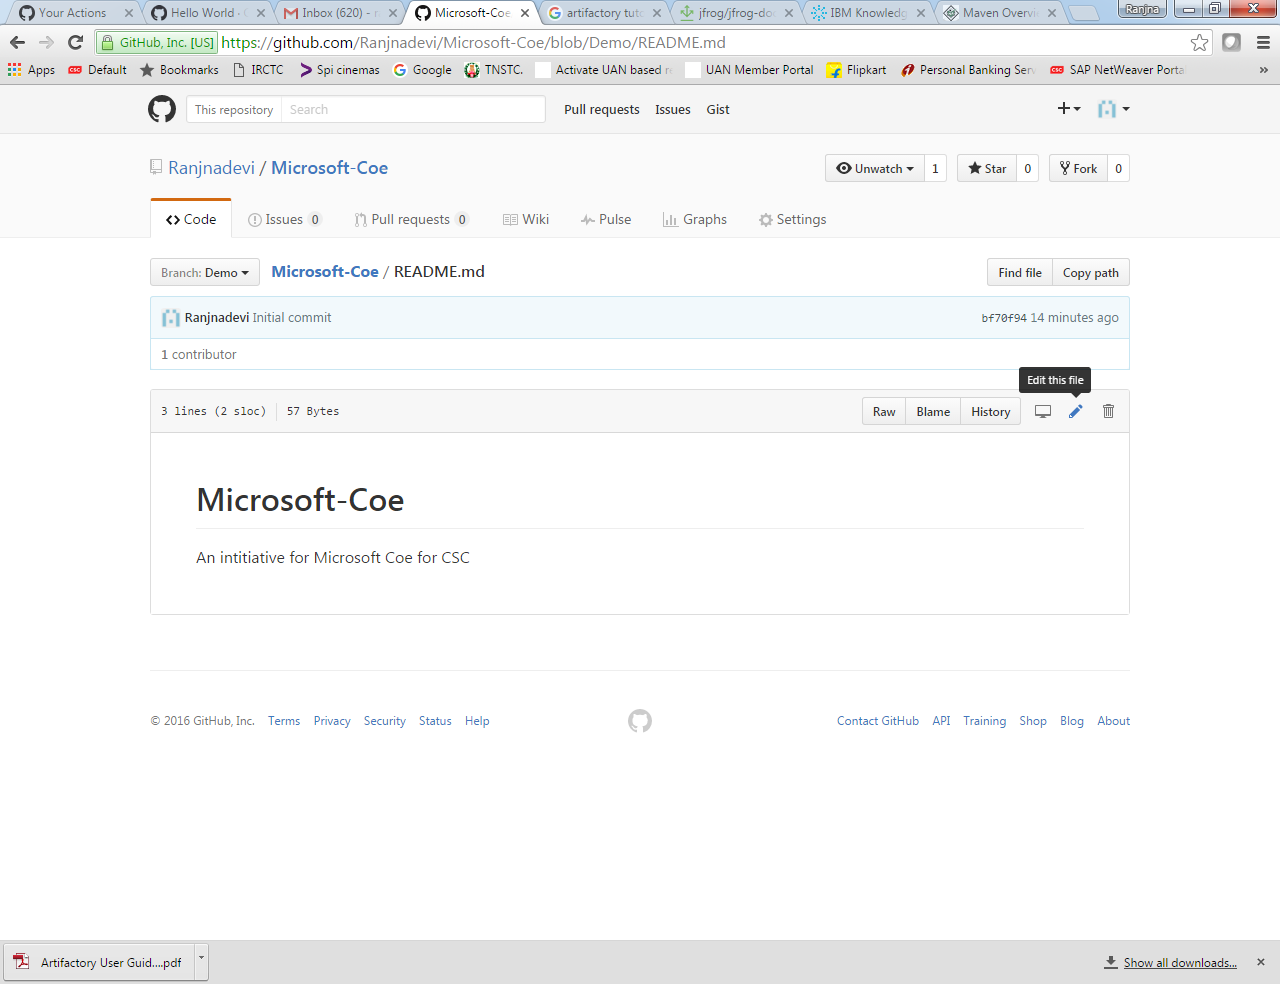 Your Actions
Hello World ·
Inbox (620) -
Microsoft-Coe
artifactory tuto
jfrog/jfrog-doc
IBM Knowledg
Maven Overvie
Ranjna
GitHub, Inc. [US] https://github.com/Ranjnadevi/Microsoft-Coe/blob/Demo/README.md
Apps csc Default Bookmarks IRCTC Spi cinemas Google TNSTC. Activate UAN based re UAN Member Portal Flipkart Personal Banking Serv csc SAP NetWeaver Porta »
This repository Search Pull requests Issues Gist
Ranjnadevi / Microsoft-Coe
Unwatch 1 Star 0 Fork 0
Code Issues 0 Pull requests 0 Wiki Pulse Graphs Settings
Branch: Demo Microsoft-Coe / README.md Find file Copy path
Ranjnadevi Initial commit bf70f94 14 minutes ago
1 contributor
Edit this file
3 lines (2 sloc) 57 Bytes Raw Blame History
Microsoft-Coe
An intitiative for Microsoft Coe for CSC
© 2016 GitHub, Inc. Terms Privacy Security Status Help Contact GitHub API Training Shop Blog About
Artifactory User Guid....pdf Show all downloads...